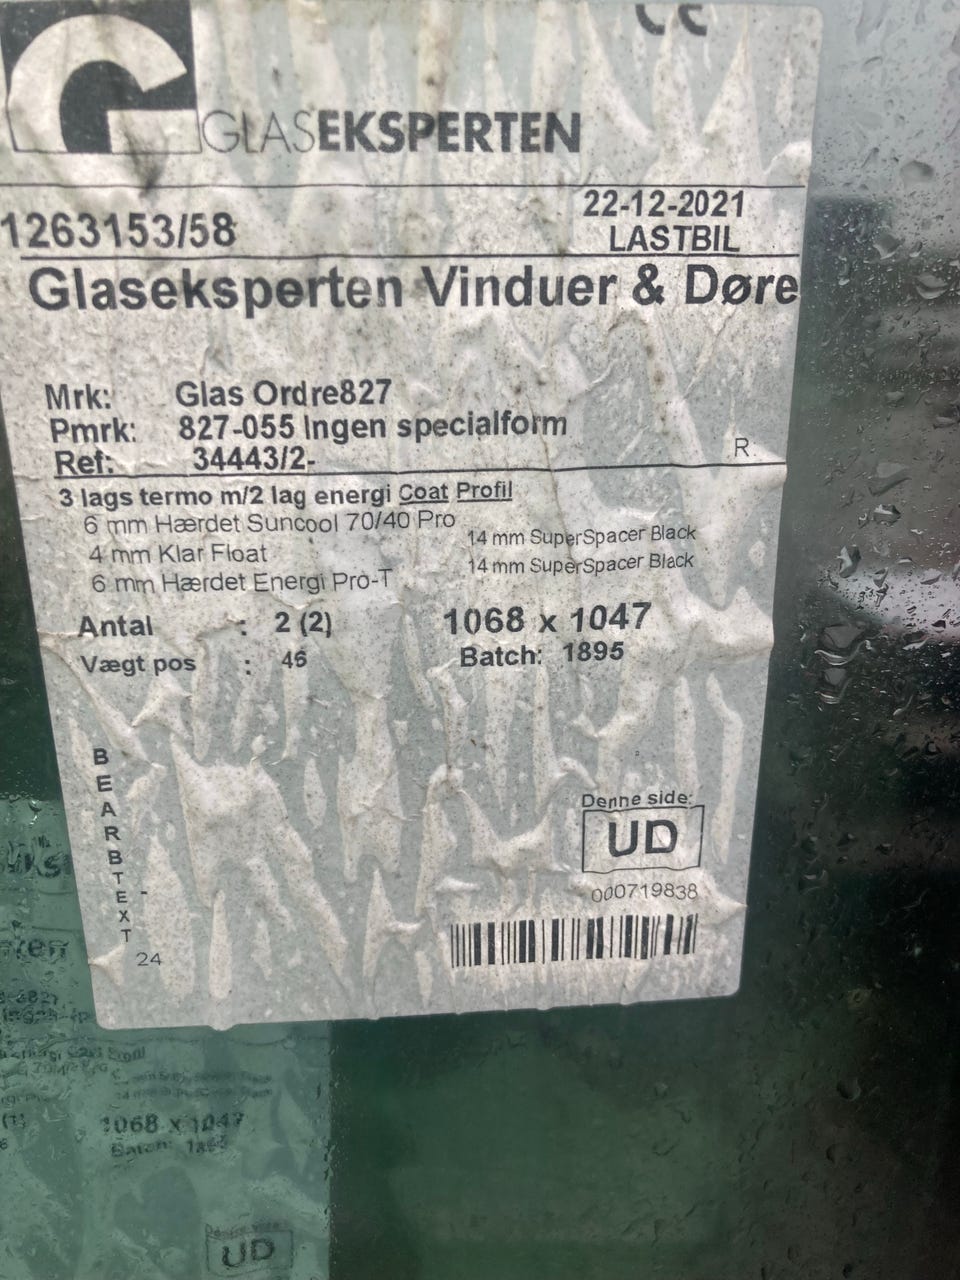 CE
GLASEKSPERTEN
1263153/58
22-12-2021
LASTBIL
Glaseksperten Vinduer & Døre
Mrk: Glas Ordre827
Pmrk: 827-055 Ingen specialform
Ref: 34443/2-
R.
3 lags termo m/2 lag energi Coat Profil
6 mm Hærdet Suncool 70/40 Pro
14 mm SuperSpacer Black
4 mm Klar Float
14 mm SuperSpacer Black
6 mm Hærdet Energi Pro-T
Antal : 2 (2) 1068 x 1047
Vægt pos : 46 Batch: 1895
BEARBTEXT
-
24
Denne side:
UD
000719838
1068 x 1047
UD